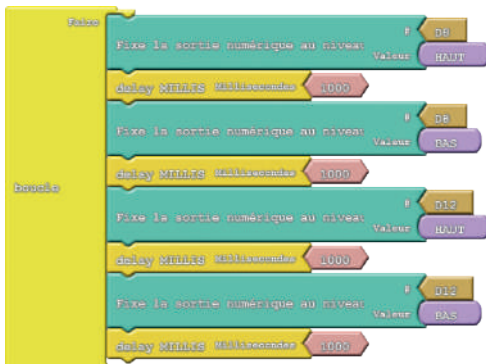 Faire
# D8
Fixe la sortie numérique au niveau
Valeur HAUT
delay MILLIS Millisecondes 1000
# D8
Fixe la sortie numérique au niveau
Valeur BAS
delay MILLIS Millisecondes 1000
boucle
# D12
Fixe la sortie numérique au niveau
Valeur HAUT
delay MILLIS Millisecondes 1000
# D12
Fixe la sortie numérique au niveau
Valeur BAS
delay MILLIS Millisecondes 1000